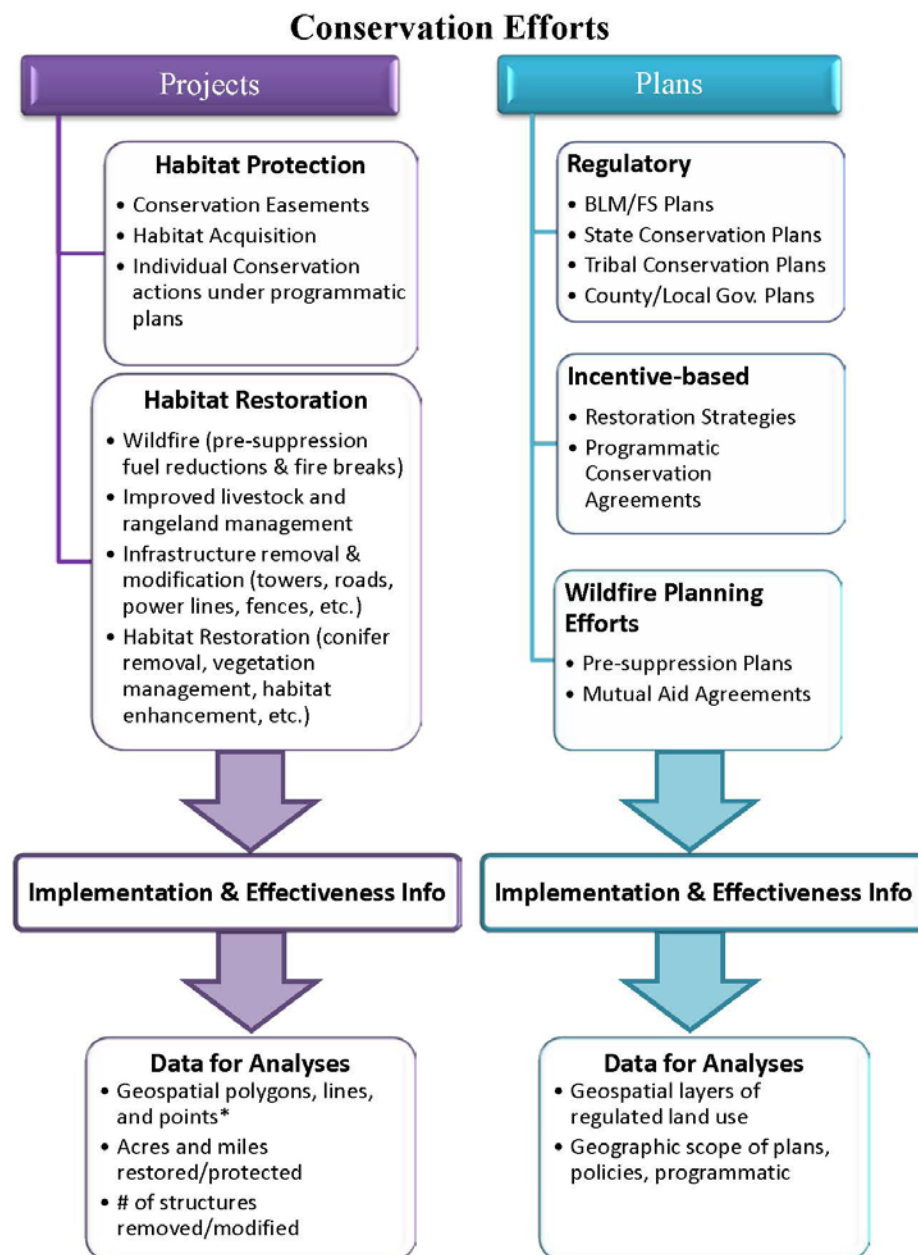 Conservation Efforts
Projects
Habitat Protection
• Conservation Easements
• Habitat Acquisition
• Individual Conservation
actions under programmatic
plans
Habitat Restoration
• Wildfire (pre-suppression
fuel reductions & fire breaks)
• Improved livestock and
rangeland management
• Infrastructure removal &
modification (towers, roads,
power lines, fences, etc.)
• Habitat Restoration (conifer
removal, vegetation
management, habitat
enhancement, etc.)
Implementation & Effectiveness Info
Data for Analyses
• Geospatial polygons, lines,
and points*
• Acres and miles
restored/protected
• # of structures
removed/modified
Plans
Regulatory
• BLM/FS Plans
• State Conservation Plans
• Tribal Conservation Plans
• County/Local Gov. Plans
Incentive-based
• Restoration Strategies
• Programmatic
Conservation
Agreements
Wildfire Planning
Efforts
• Pre-suppression Plans
• Mutual Aid Agreements
Implementation & Effectiveness Info
Data for Analyses
• Geospatial layers of
regulated land use
• Geographic scope of plans,
policies, programmatic